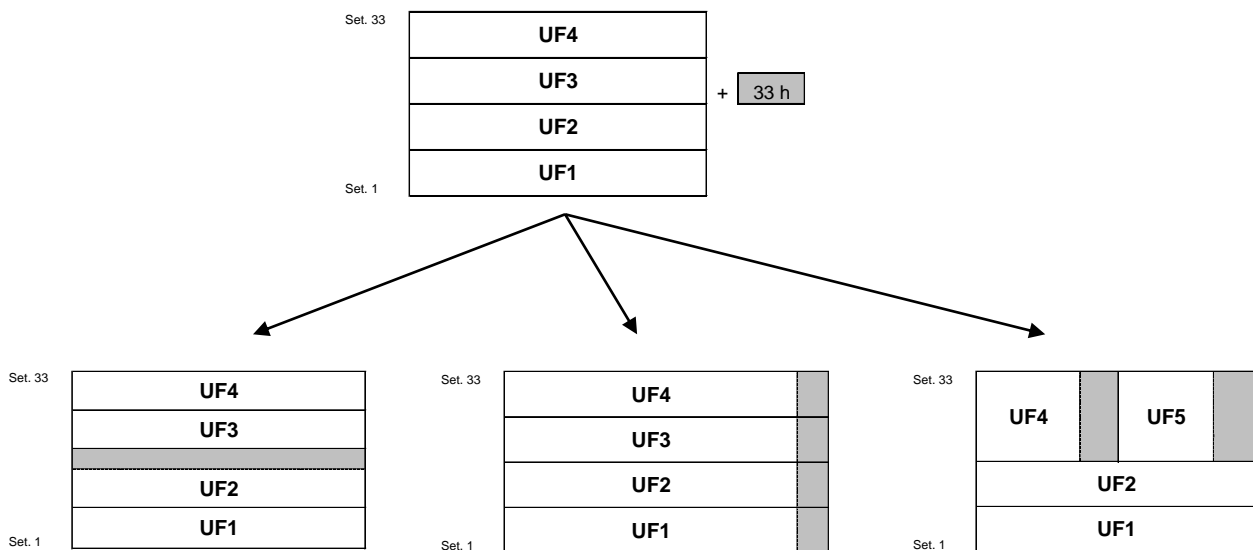 Set. 33
UF4
UF3
+ 33 h
UF2
UF1
Set. 1
Set. 33
UF4
UF3
UF2
UF1
Set. 1
Set. 33
UF4
UF3
UF2
UF1
Set. 1
Set. 33
UF4 UF5
UF2
UF1
Set. 1